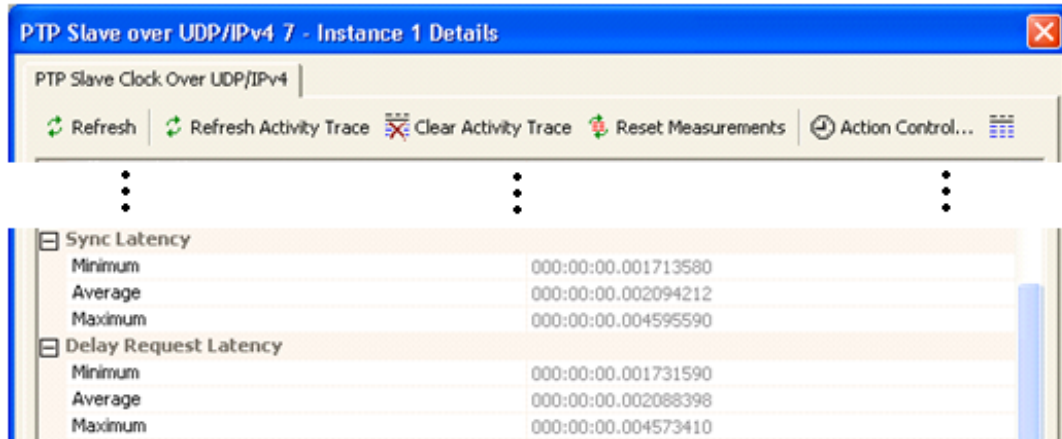 PTP Slave over UDP/IPv4 7 - Instance 1 Details
PTP Slave Clock Over UDP/IPv4
Refresh Refresh Activity Trace Clear Activity Trace Reset Measurements Action Control...
Sync Latency
Minimum 000:00:00.001713580
Average 000:00:00.002094212
Maximum 000:00:00.004595590
Delay Request Latency
Minimum 000:00:00.001731590
Average 000:00:00.002088398
Maximum 000:00:00.004573410